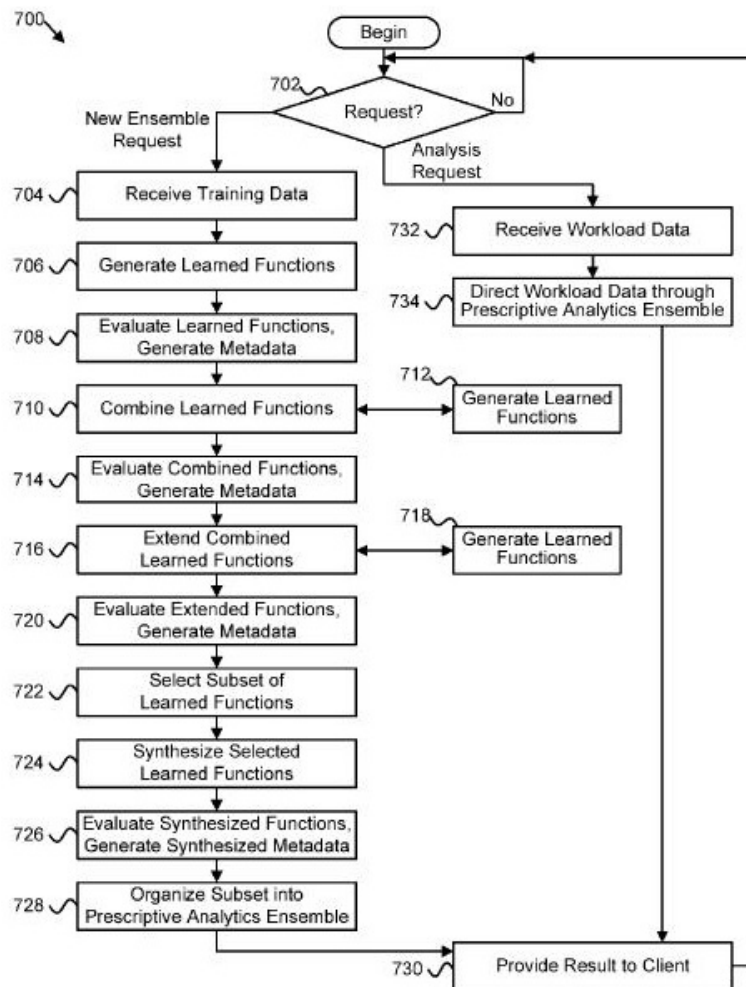 700
Begin
702
Request?
No
New Ensemble
Request
Analysis
Request
704
Receive Training Data
732
Receive Workload Data
706
Generate Learned Functions
734
Direct Workload Data through
Prescriptive Analytics Ensemble
708
Evaluate Learned Functions,
Generate Metadata
710
Combine Learned Functions
712
Generate Learned
Functions
714
Evaluate Combined Functions,
Generate Metadata
716
Extend Combined
Learned Functions
718
Generate Learned
Functions
720
Evaluate Extended Functions,
Generate Metadata
722
Select Subset of
Learned Functions
724
Synthesize Selected
Learned Functions
726
Evaluate Synthesized Functions,
Generate Synthesized Metadata
728
Organize Subset into
Prescriptive Analytics Ensemble
730
Provide Result to Client